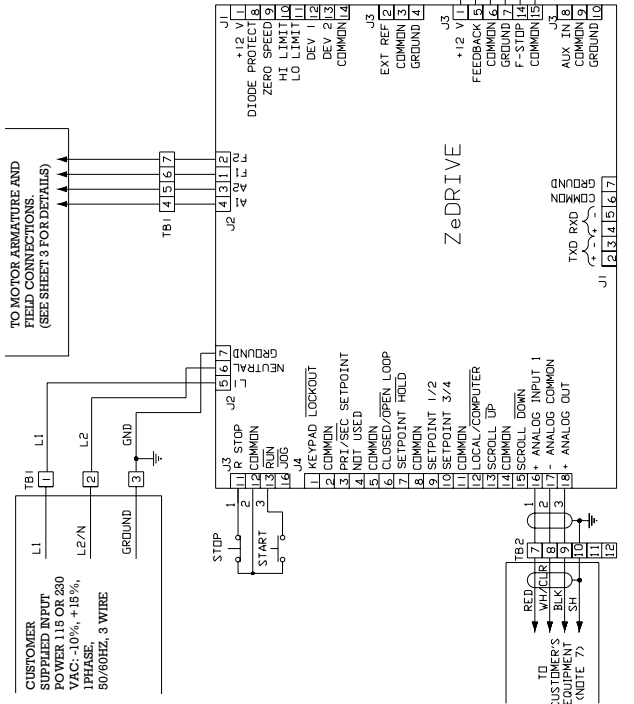 TO MOTOR ARMATURE AND
FIELD CONNECTIONS.
(SEE SHEET 3 FOR DETAILS)
TB1
4 5 6 7
A1 A2 F1 F2
4 3 1 2
J2
CUSTOMER
SUPPLIED INPUT
POWER 115 OR 230
VAC: -10%, +15%,
1PHASE,
50/60HZ, 3 WIRE
L1
L2/N
GROUND
TB1
1
2
3
L1
L2
GND
J2
5 L1
6 NEUTRAL
7 GROUND
J1
1 +12 V
8 DIODE PROTECT
9 ZERO SPEED
10 HI LIMIT
11 LO LIMIT
12 DEV 1
13 DEV 2
14 COMMON
J3
2 EXT REF
3 COMMON
4 GROUND
J3
1 +12 V
5 FEEDBACK
6 COMMON
7 GROUND
14 F-STOP
15 COMMON
J3
8 AUX IN
9 COMMON
10 GROUND
ZeDRIVE
J1
2 3 4 5 6 7
+ - + -
TXD RXD
COMMON
GROUND
STOP
START
1
2
3
J3
11 R STOP
12 COMMON
13 RUN
16 JOG
J4
1 KEYPAD LOCKOUT
2 COMMON
3 PRI/SEC SETPOINT
4 NOT USED
5 COMMON
6 CLOSED/OPEN LOOP
7 SETPOINT HOLD
8 COMMON
9 SETPOINT 1/2
10 SETPOINT 3/4
11 COMMON
12 LOCAL/COMPUTER
13 SCROLL UP
14 COMMON
15 SCROLL DOWN
16 + ANALOG INPUT 1
17 - ANALOG COMMON
18 + ANALOG OUT
1
2
3
TB2
7
8
9
10
11
12
RED
WH/CLR
BLK
SH
TO
CUSTOMER'S
EQUIPMENT
(NOTE 7)